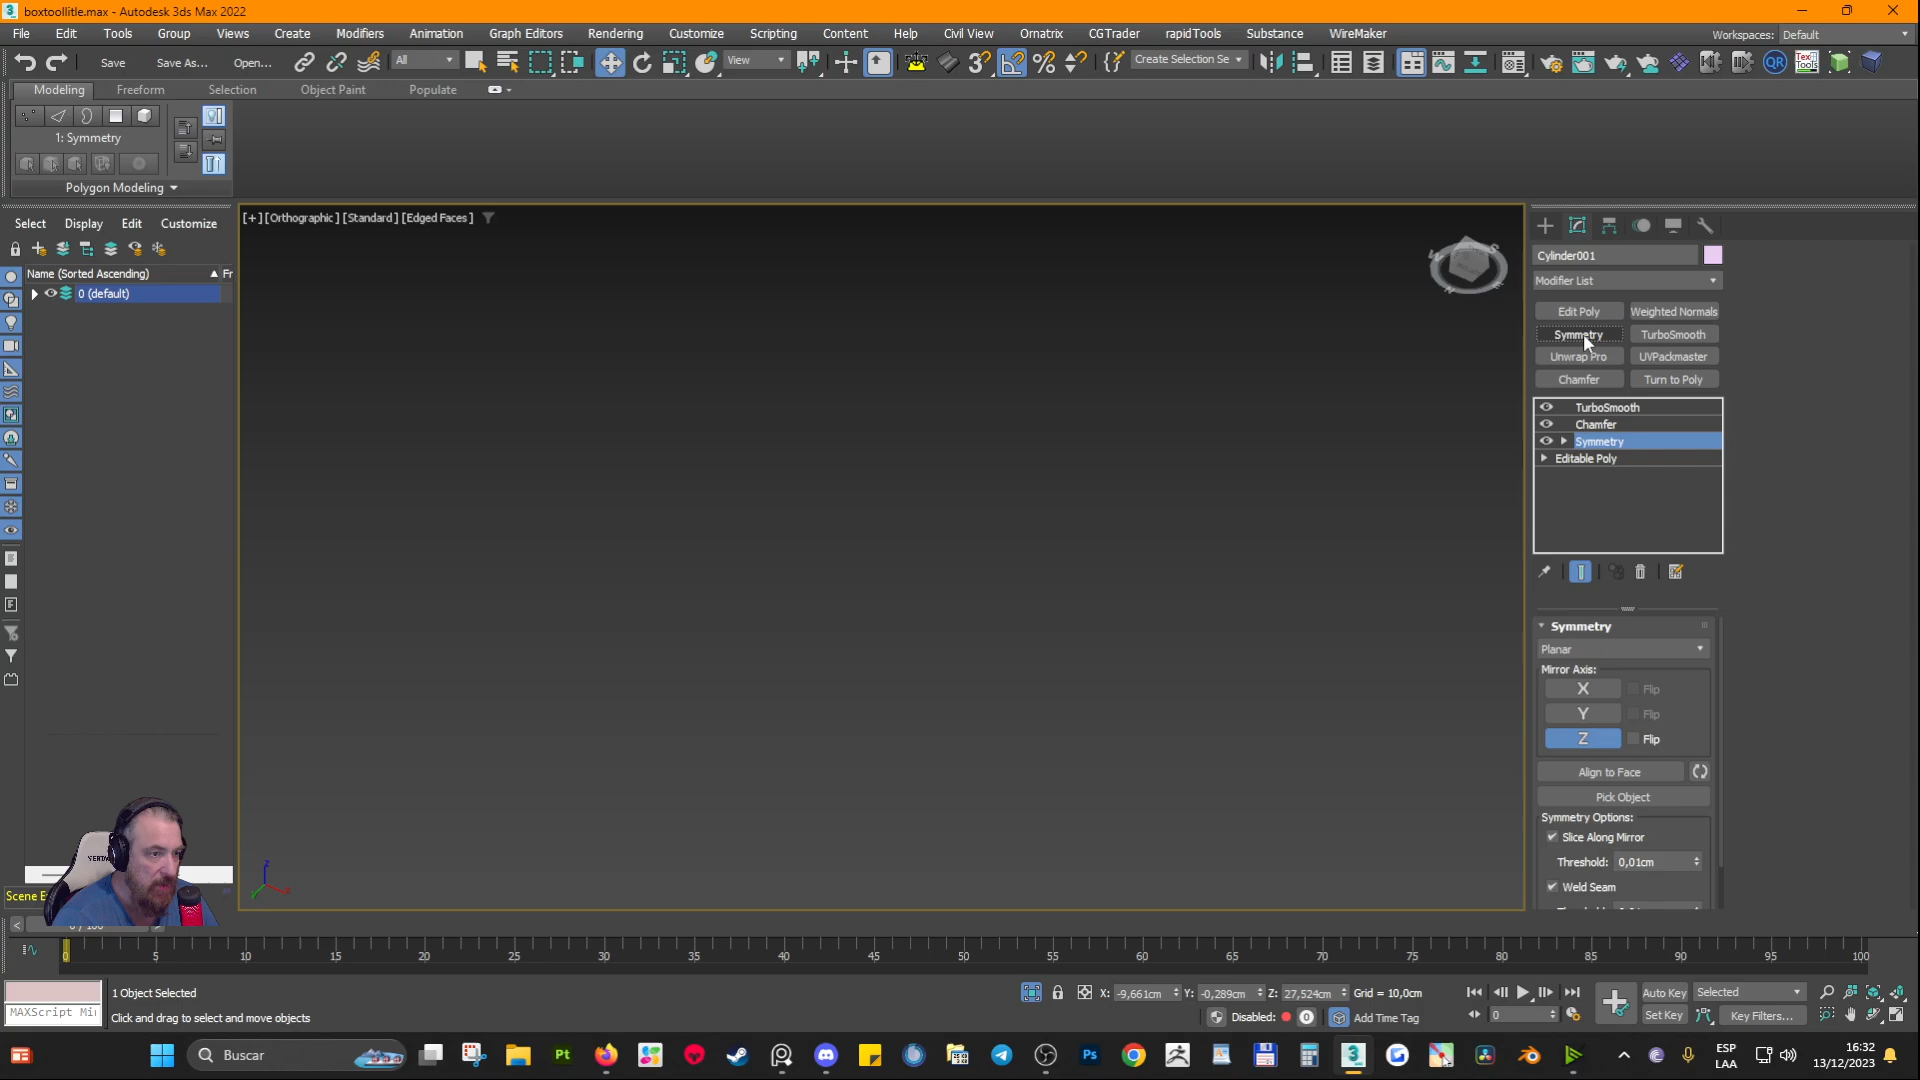 boxtoollitle.max - Autodesk 3ds Max 2022
File Edit Tools Group Views Create Modifiers Animation Graph Editors Rendering Customize Scripting Content Help Civil View Ornatrix CGTrader rapidTools Substance WireMaker
Workspaces: Default
Save Save As... Open... All View Create Selection Se
Modeling Freeform Selection Object Paint Populate
1: Symmetry
Polygon Modeling
Select Display Edit Customize
Name (Sorted Ascending) Fr
0 (default)
[+] [Orthographic] [Standard] [Edged Faces]
Cylinder001
Modifier List
Edit Poly Weighted Normals
Symmetry TurboSmooth
Unwrap Pro UVPackmaster
Chamfer Turn to Poly
TurboSmooth
Chamfer
Symmetry
Editable Poly
Symmetry
Planar
Mirror Axis:
X Flip
Y Flip
Z Flip
Align to Face
Pick Object
Symmetry Options:
Slice Along Mirror
Threshold: 0,01cm
Weld Seam
Scene E
0 5 10 15 20 25 30 35 40 45 50 55 60 65 70 75 80 85 90 95 100
1 Object Selected
X: -9,661cm Y: -0,289cm Z: 27,524cm Grid = 10,0cm
Auto Key Selected
MAXScript Mi
Click and drag to select and move objects
Disabled: 0 Add Time Tag
0
Set Key Key Filters...
Buscar
ESP
LAA
16:32
13/12/2023